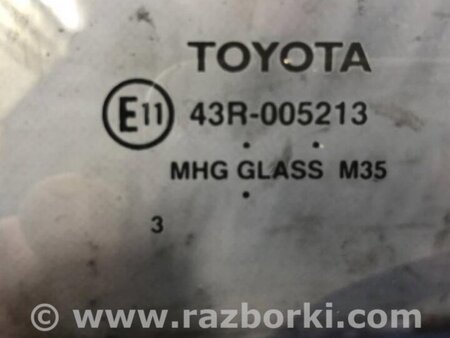 TOYOTA
E11 43R-005213
MHG GLASS M35
3
© www.razborki.com